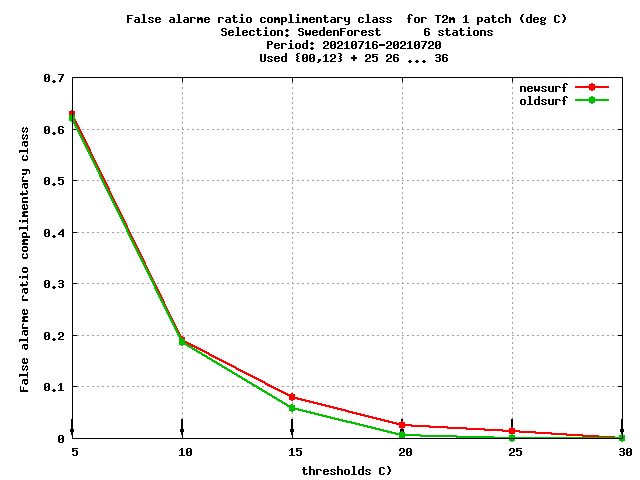 False alarme ratio complimentary class  for T2m 1 patch (deg C)
Selection: SwedenForest      6 stations
Period: 20210716-20210720
Used {00,12} + 25 26 ... 36
newsurf
oldsurf
False alarme ratio complimentary class
0.7
0.6
0.5
0.4
0.3
0.2
0.1
0
5 10 15 20 25 30
thresholds C)